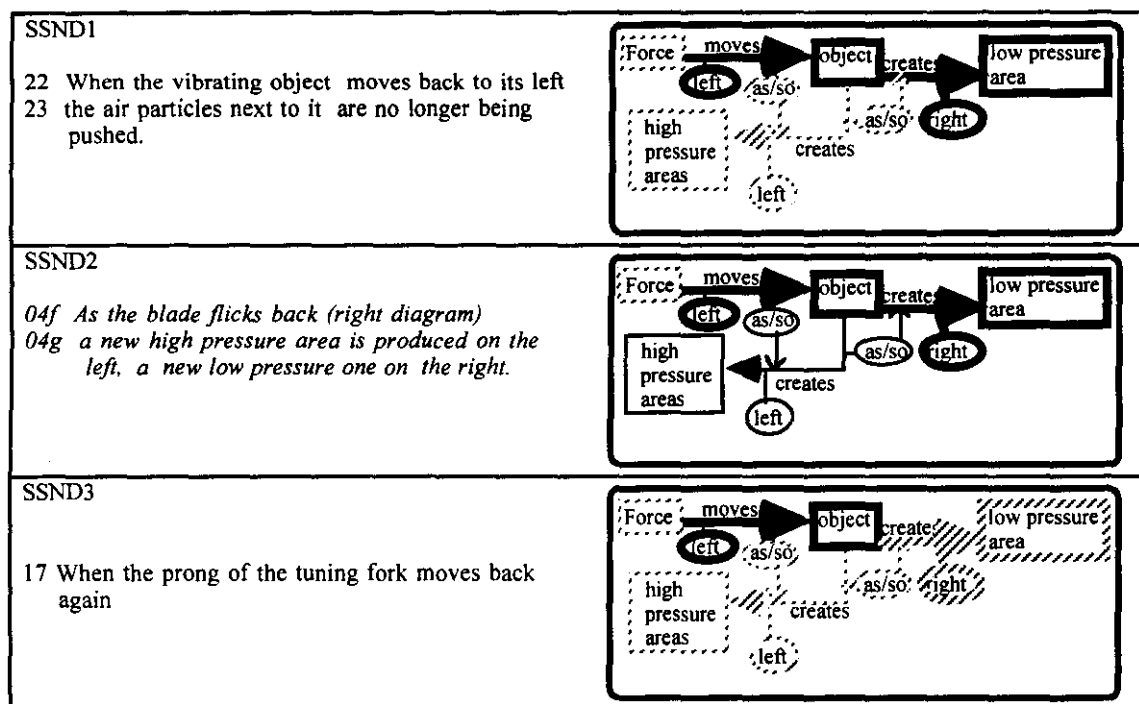 SSND1
22 When the vibrating object moves back to its left
23 the air particles next to it are no longer being
pushed.
Force
moves
object
creates
low pressure
area
left
as/so
as/so
right
high
pressure
areas
creates
left
SSND2
04f As the blade flicks back (right diagram)
04g a new high pressure area is produced on the
left, a new low pressure one on the right.
Force
moves
object
creates
low pressure
area
left
as/so
as/so
right
high
pressure
areas
creates
left
SSND3
17 When the prong of the tuning fork moves back
again
Force
moves
object
create
low pressure
area
left
as/so
as/so
right
high
pressure
areas
creates
left